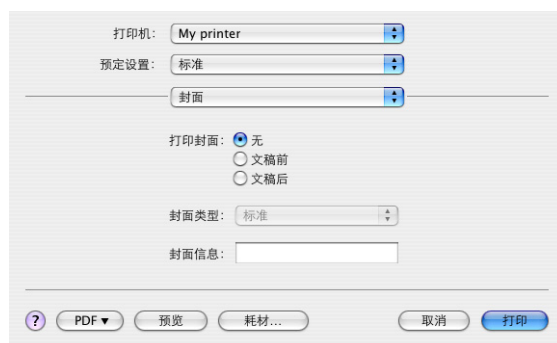 打印机: My printer
预定设置: 标准
封面
打印封面: 无
文稿前
文稿后
封面类型: 标准
封面信息:
? PDF▼ 预览 耗材... 取消 打印